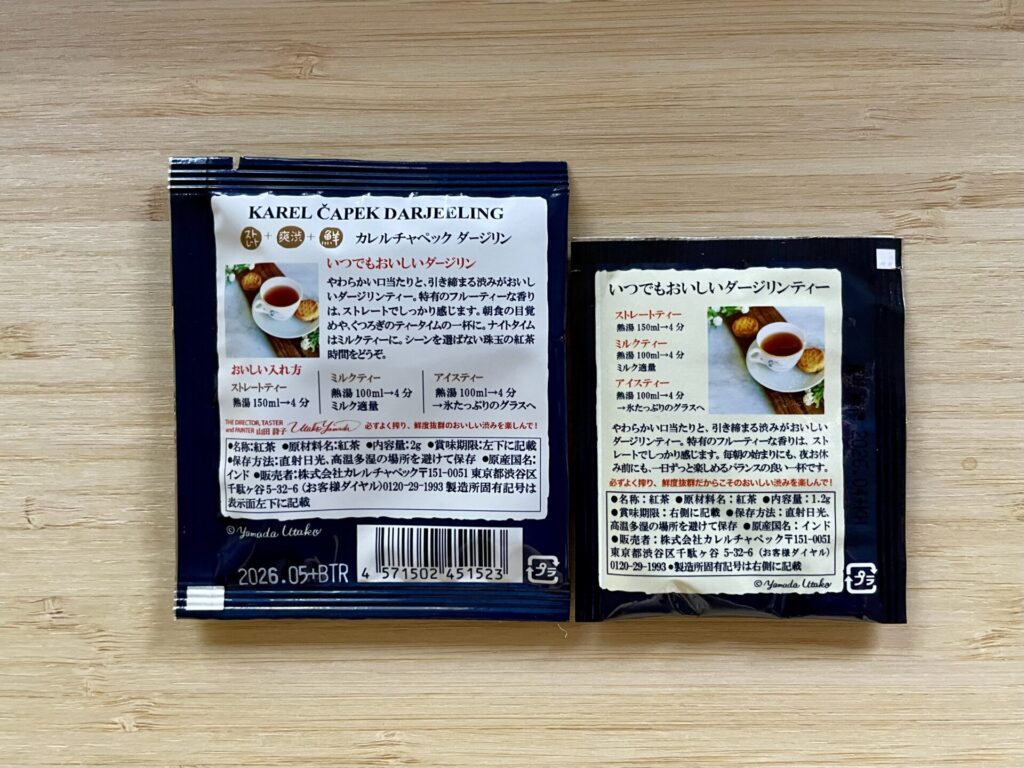 KAREL ČAPEK DARJEELING
ストレート + 爽渋 + 鮮 カレルチャペック ダージリン
いつでもおいしいダージリン
やわらかい口当たりと、引き締まる渋みがおいし
いダージリンティー。特有のフルーティーな香り
は、ストレートでしっかり感じます。朝食の目覚
めや、くつろぎのティータイムの一杯に。ナイトタイム
はミルクティーに。シーンを選ばない珠玉の紅茶
時間をどうぞ。
おいしい入れ方
ストレートティー
熱湯 150ml→4 分
ミルクティー
熱湯 100ml→4 分
ミルク適量
アイスティー
熱湯 100ml→4 分
→氷たっぷりのグラスへ
THE DIRECTOR, TASTER
and PAINTER 山田 詩子 Utako Yamada 必ずよく搾り、鮮度抜群のおいしい渋みを楽しんで!
●名称:紅茶 ●原材料名:紅茶 ●内容量:2g ●賞味期限:左下に記載
●保存方法:直射日光、高温多湿の場所を避けて保存 ●原産国名:
インド ●販売者:株式会社カレルチャペック〒151-0051 東京都渋谷区
千駄ヶ谷5-32-6 (お客様ダイヤル)0120-29-1993 製造所固有記号は
表示面左下に記載
©Yamada Utako
2026.05+BTR
4 571502 451523
プラ
いつでもおいしいダージリンティー
ストレートティー
熱湯 150ml→4 分
ミルクティー
熱湯 100ml→4 分
ミルク適量
アイスティー
熱湯 100ml→4 分
→氷たっぷりのグラスへ
やわらかい口当たりと、引き締まる渋みがおいしい
ダージリンティー。特有のフルーティーな香りは、スト
レートでしっかり感じます。毎朝の始まりにも、夜お休
み前にも、一日ずっと楽しめるバランスの良い一杯です。
必ずよく搾り、鮮度抜群だからこそのおいしい渋みを楽しんで!
●名称:紅茶 ●原材料名:紅茶 ●内容量:1.2g
●賞味期限:右側に記載 ●保存方法:直射日光、
高温多湿の場所を避けて保存 ●原産国名:インド
●販売者:株式会社カレルチャペック〒151-0051
東京都渋谷区千駄ヶ谷 5-32-6 (お客様ダイヤル)
0120-29-1993 ●製造所固有記号は右側に記載
©Yamada Utako
プラ